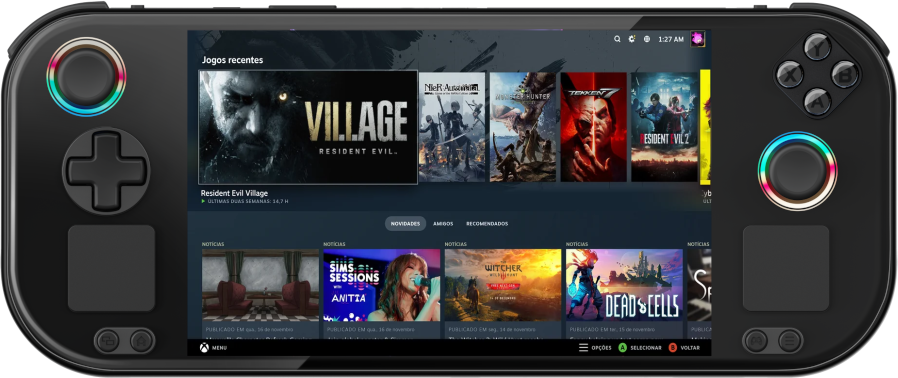 1:27 AM
Jogos recentes
VILLAGE
RESIDENT EVIL
NieR:Automata
MONSTER HUNTER
TEKKEN 7
RESIDENT EVIL 2
Resident Evil Village
ÚLTIMAS DUAS SEMANAS: 14,7 H
NOVIDADES
AMIGOS
RECOMENDADOS
NOTÍCIAS
NOTÍCIAS
NOTÍCIAS
NOTÍCIAS
NOTÍCIAS
SIMS
SESSIONS
WITH
ANITTA
WITCHER
WILD HUNT
DEAD CELLS
PUBLICADO EM qua, 16 de novembro
PUBLICADO EM qua, 16 de novembro
PUBLICADO EM seg, 14 de novembro
PUBLICADO EM ter, 15 de novembro
MENU
OPÇÕES
A SELECIONAR
B VOLTAR
Y
X
B
A